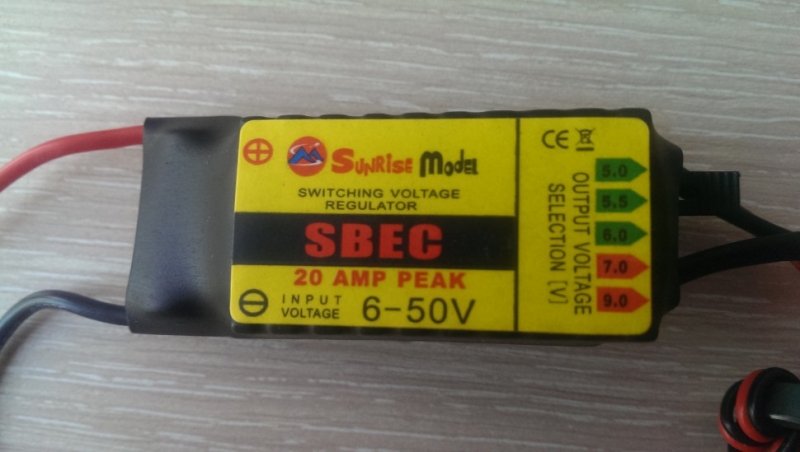 SUNRiSE MODEL
SWITCHING VOLTAGE
REGULATOR
SBEC
20 AMP PEAK
INPUT
VOLTAGE
6-50V
CE
OUTPUT VOLTAGE
SELECTION [V]
5.0
5.5
6.0
7.0
9.0